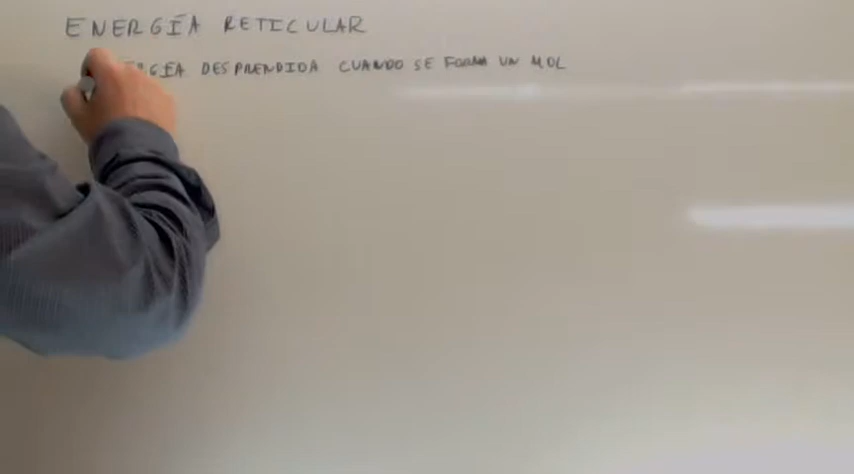 ENERGÍA RETICULAR
DESPRENDIDA CUANDO SE FORMA UN MOL